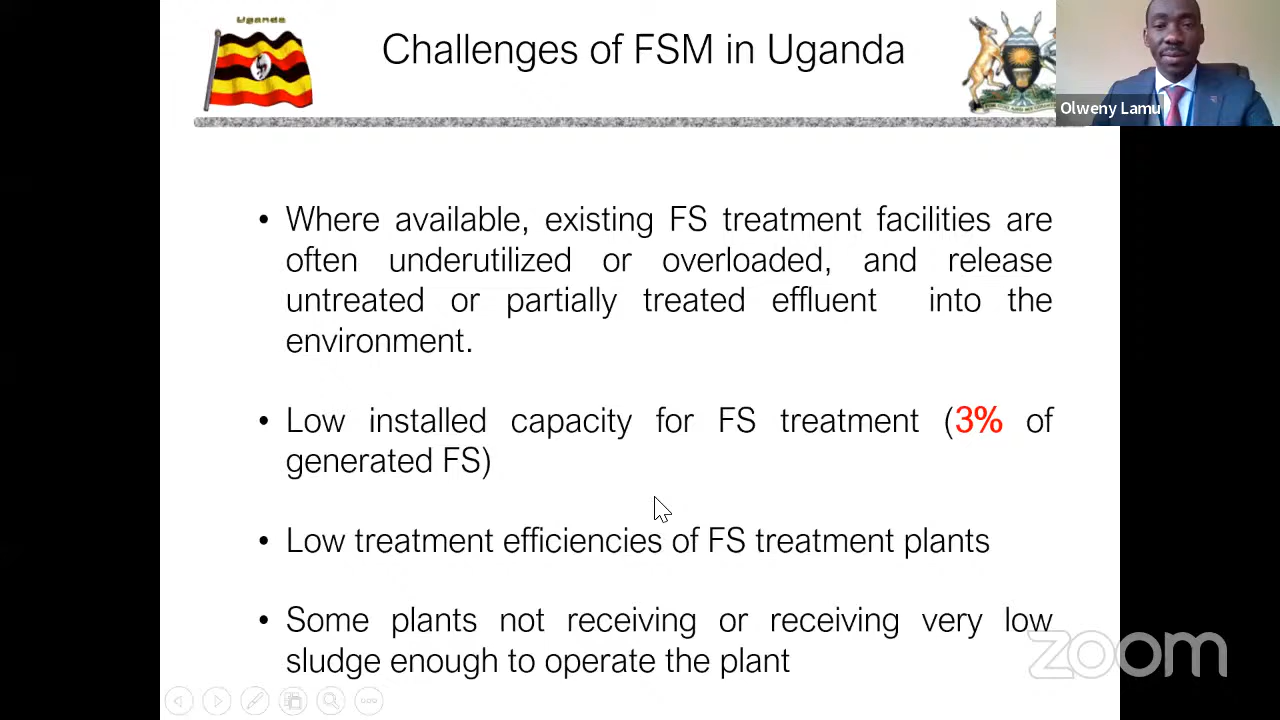 Uganda
Challenges of FSM in Uganda
Olweny Lamu
• Where available, existing FS treatment facilities are
often underutilized or overloaded, and release
untreated or partially treated effluent into the
environment.
• Low installed capacity for FS treatment (3% of
generated FS)
• Low treatment efficiencies of FS treatment plants
• Some plants not receiving or receiving very low
sludge enough to operate the plant
zoom